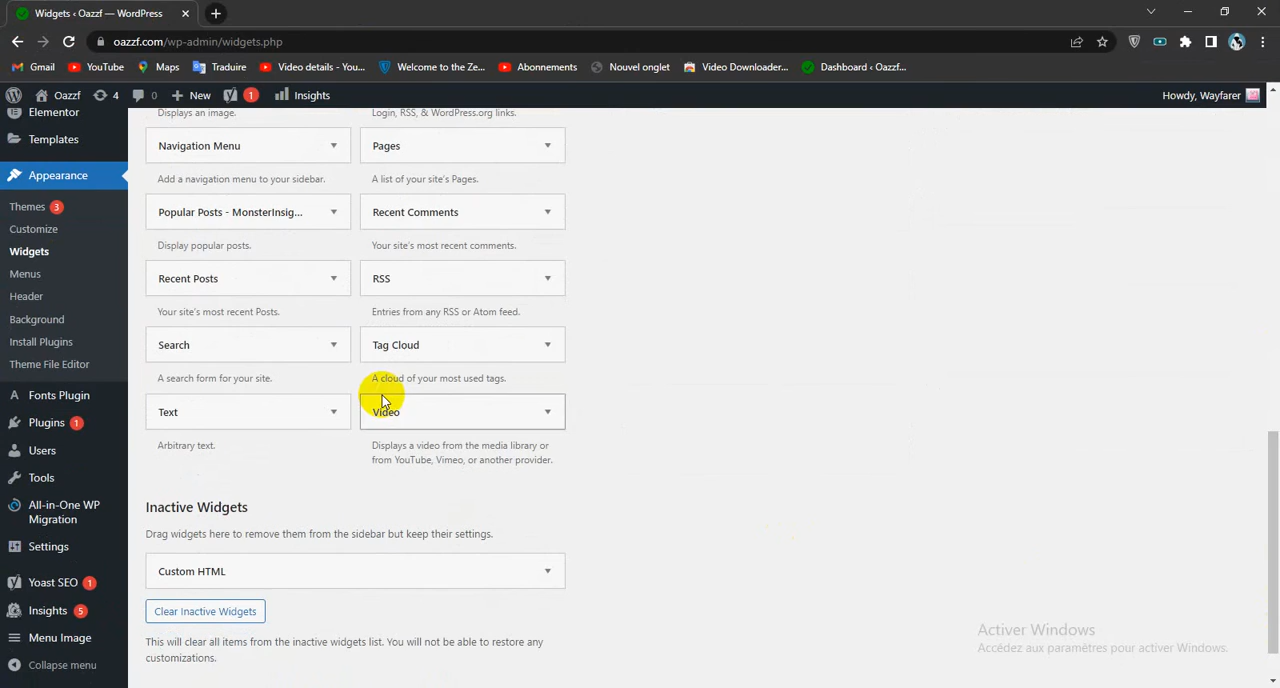 Widgets ‹ Oazzf — WordPress
oazzf.com/wp-admin/widgets.php
Gmail YouTube Maps Traduire Video details - You... Welcome to the Ze... Abonnements Nouvel onglet Video Downloader... Dashboard ‹ Oazzf...
Oazzf 4 0 New 1 Insights Howdy, Wayfarer
Elementor
Templates
Appearance
Themes 3
Customize
Widgets
Menus
Header
Background
Install Plugins
Theme File Editor
Fonts Plugin
Plugins 1
Users
Tools
All-in-One WP
Migration
Settings
Yoast SEO 1
Insights 5
Menu Image
Collapse menu
Displays an image. Login, RSS, & WordPress.org links.
Navigation Menu Pages
Add a navigation menu to your sidebar. A list of your site's Pages.
Popular Posts - MonsterInsig... Recent Comments
Display popular posts. Your site's most recent comments.
Recent Posts RSS
Your site's most recent Posts. Entries from any RSS or Atom feed.
Search Tag Cloud
A search form for your site. A cloud of your most used tags.
Text Video
Arbitrary text. Displays a video from the media library or
from YouTube, Vimeo, or another provider.
Inactive Widgets
Drag widgets here to remove them from the sidebar but keep their settings.
Custom HTML
Clear Inactive Widgets
This will clear all items from the inactive widgets list. You will not be able to restore any
customizations.
Activer Windows
Accédez aux paramètres pour activer Windows.